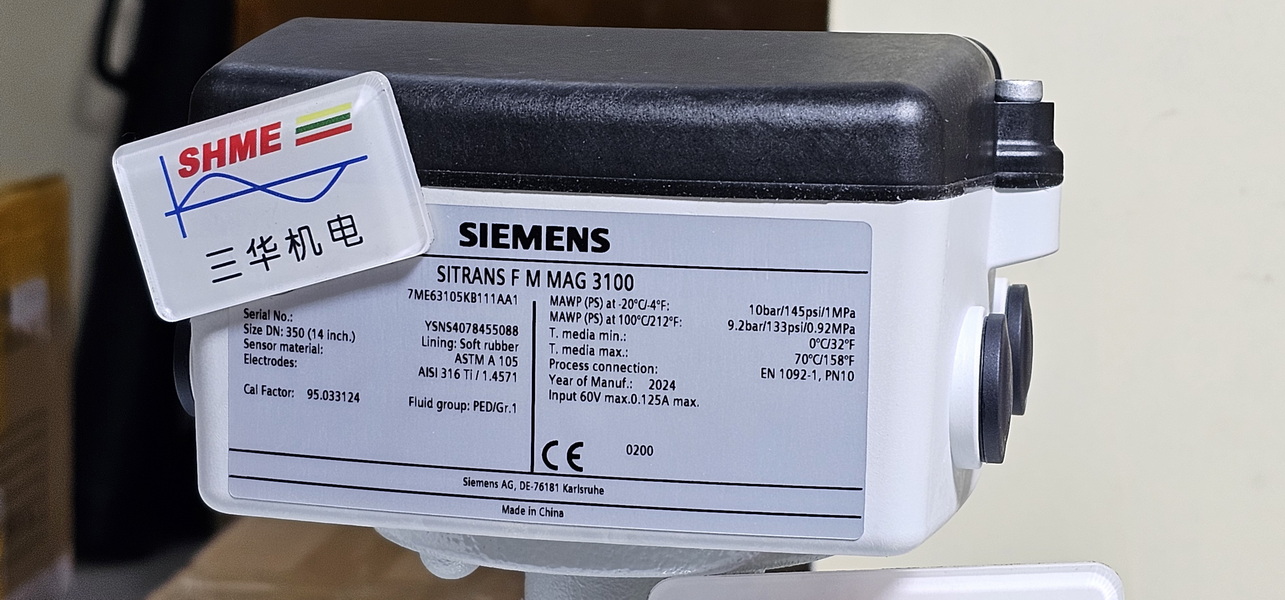 SHME
三华机电
SIEMENS
SITRANS F M MAG 3100
7ME63105KB111AA1
Serial No.: YSNS4078455088
Size DN: 350 (14 inch.) Lining: Soft rubber
Sensor material: ASTM A 105
Electrodes: AISI 316 Ti / 1.4571
Cal Factor: 95.033124
Fluid group: PED/Gr.1
MAWP (PS) at -20°C/-4°F: 10bar/145psi/1MPa
MAWP (PS) at 100°C/212°F: 9.2bar/133psi/0.92MPa
T. media min.: 0°C/32°F
T. media max.: 70°C/158°F
Process connection: EN 1092-1, PN10
Year of Manuf.: 2024
Input 60V max.0.125A max.
CE 0200
Siemens AG, DE-76181 Karlsruhe
Made in China